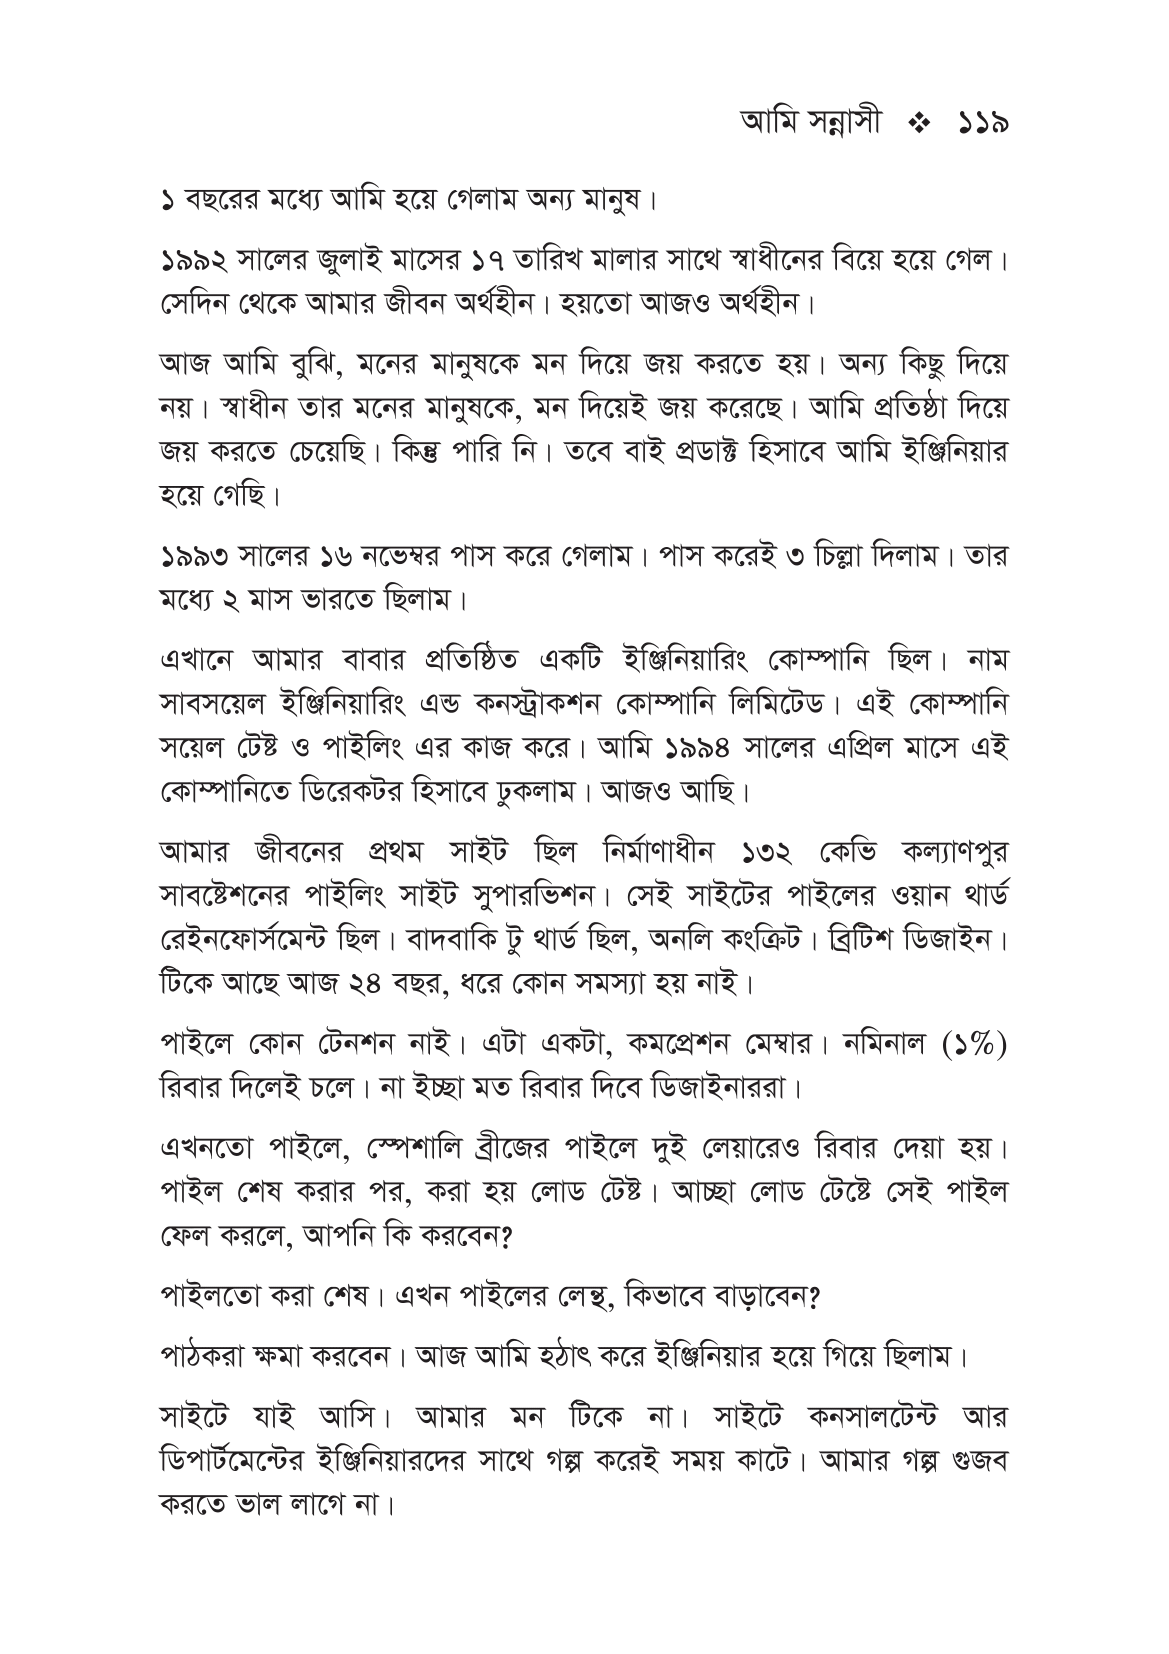 আমি সন্নাসী ❖ ১১৯
১ বছরের মধ্যে আমি হয়ে গেলাম অন্য মানুষ।
১৯৯২ সালের জুলাই মাসের ১৭ তারিখ মালার সাথে স্বাধীনের বিয়ে হয়ে গেল।
সেদিন থেকে আমার জীবন অর্থহীন। হয়তো আজও অর্থহীন।
আজ আমি বুঝি, মনের মানুষকে মন দিয়ে জয় করতে হয়। অন্য কিছু দিয়ে
নয়। স্বাধীন তার মনের মানুষকে, মন দিয়েই জয় করেছে। আমি প্রতিষ্ঠা দিয়ে
জয় করতে চেয়েছি। কিন্তু পারি নি। তবে বাই প্রডাক্ট হিসাবে আমি ইঞ্জিনিয়ার
হয়ে গেছি।
১৯৯৩ সালের ১৬ নভেম্বর পাস করে গেলাম। পাস করেই ৩ চিল্লা দিলাম। তার
মধ্যে ২ মাস ভারতে ছিলাম।
এখানে আমার বাবার প্রতিষ্ঠিত একটি ইঞ্জিনিয়ারিং কোম্পানি ছিল। নাম
সাবসয়েল ইঞ্জিনিয়ারিং এন্ড কনস্ট্রাকশন কোম্পানি লিমিটেড। এই কোম্পানি
সয়েল টেষ্ট ও পাইলিং এর কাজ করে। আমি ১৯৯৪ সালের এপ্রিল মাসে এই
কোম্পানিতে ডিরেকটর হিসাবে ঢুকলাম। আজও আছি।
আমার জীবনের প্রথম সাইট ছিল নির্মাণাধীন ১৩২ কেভি কল্যাণপুর
সাবষ্টেশনের পাইলিং সাইট সুপারভিশন। সেই সাইটের পাইলের ওয়ান থার্ড
রেইনফোর্সমেন্ট ছিল। বাদবাকি টু থার্ড ছিল, অনলি কংক্রিট। ব্রিটিশ ডিজাইন।
টিকে আছে আজ ২৪ বছর, ধরে কোন সমস্যা হয় নাই।
পাইলে কোন টেনশন নাই। এটা একটা, কমপ্রেশন মেম্বার। নমিনাল (১%)
রিবার দিলেই চলে। না ইচ্ছা মত রিবার দিবে ডিজাইনাররা।
এখনতো পাইলে, স্পেশালি ব্রীজের পাইলে দুই লেয়ারেও রিবার দেয়া হয়।
পাইল শেষ করার পর, করা হয় লোড টেষ্ট। আচ্ছা লোড টেষ্টে সেই পাইল
ফেল করলে, আপনি কি করবেন?
পাইলতো করা শেষ। এখন পাইলের লেন্থ, কিভাবে বাড়াবেন?
পাঠকরা ক্ষমা করবেন। আজ আমি হঠাৎ করে ইঞ্জিনিয়ার হয়ে গিয়ে ছিলাম।
সাইটে যাই আসি। আমার মন টিকে না। সাইটে কনসালটেন্ট আর
ডিপার্টমেন্টের ইঞ্জিনিয়ারদের সাথে গল্প করেই সময় কাটে। আমার গল্প গুজব
করতে ভাল লাগে না।